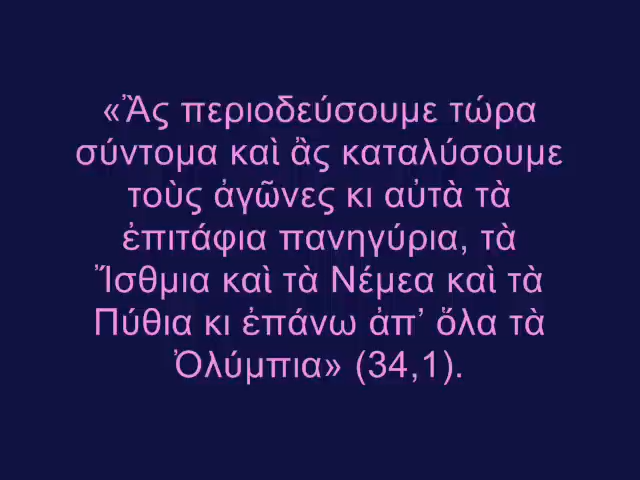 «Ἂς περιοδεύσουμε τώρα
σύντομα καὶ ἂς καταλύσουμε
τοὺς ἀγῶνες κι αὐτὰ τὰ
ἐπιτάφια πανηγύρια, τὰ
Ἴσθμια καὶ τὰ Νέμεα καὶ τὰ
Πύθια κι ἐπάνω ἀπ’ ὅλα τὰ
Ὀλύμπια» (34,1).